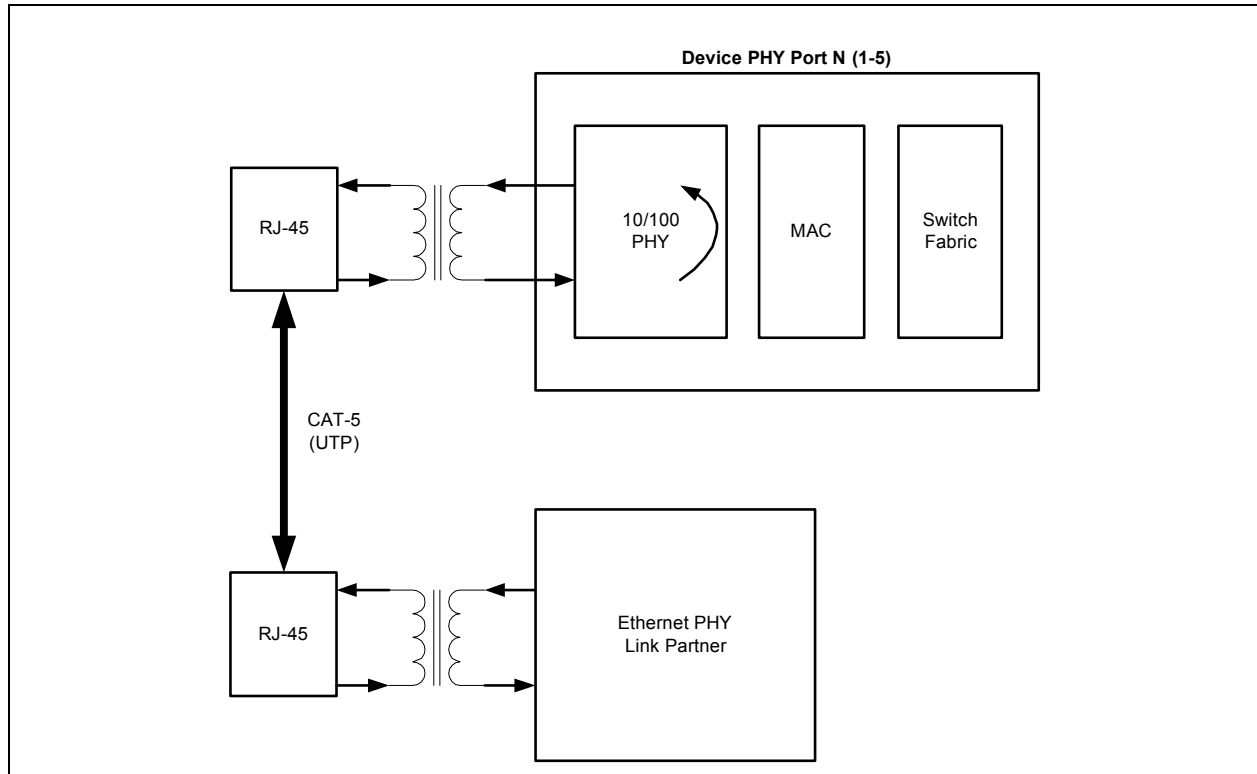 Device PHY Port N (1-5)
RJ-45
10/100
PHY
MAC
Switch
Fabric
CAT-5
(UTP)
RJ-45
Ethernet PHY
Link Partner